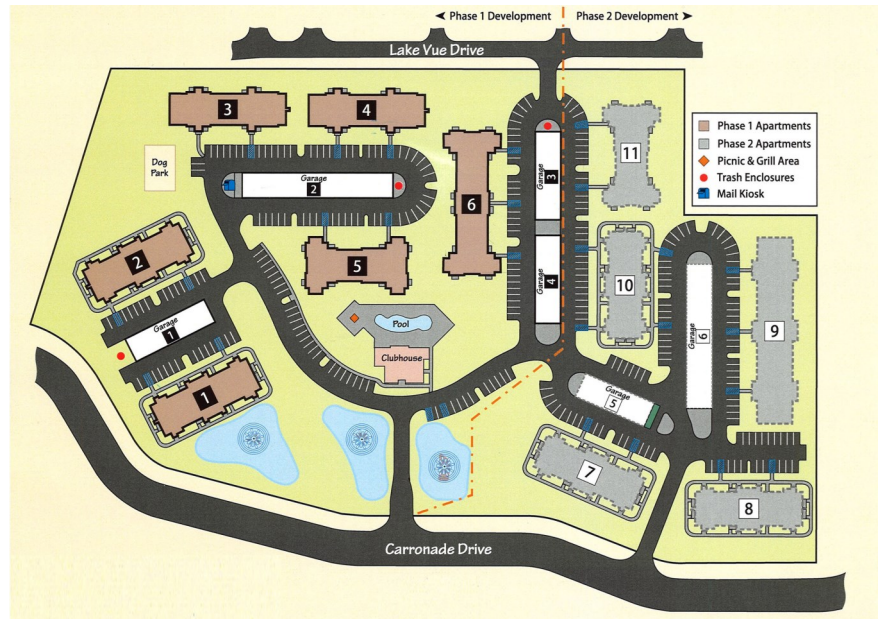 Phase 1 Development
Phase 2 Development
Lake Vue Drive
3
4
11
Phase 1 Apartments
Phase 2 Apartments
Picnic & Grill Area
Trash Enclosures
Mail Kiosk
Dog
Park
Garage
2
Garage
3
6
2
5
Garage
4
10
Garage
6
9
Garage
1
Pool
Clubhouse
1
Garage
5
7
8
Carronade Drive